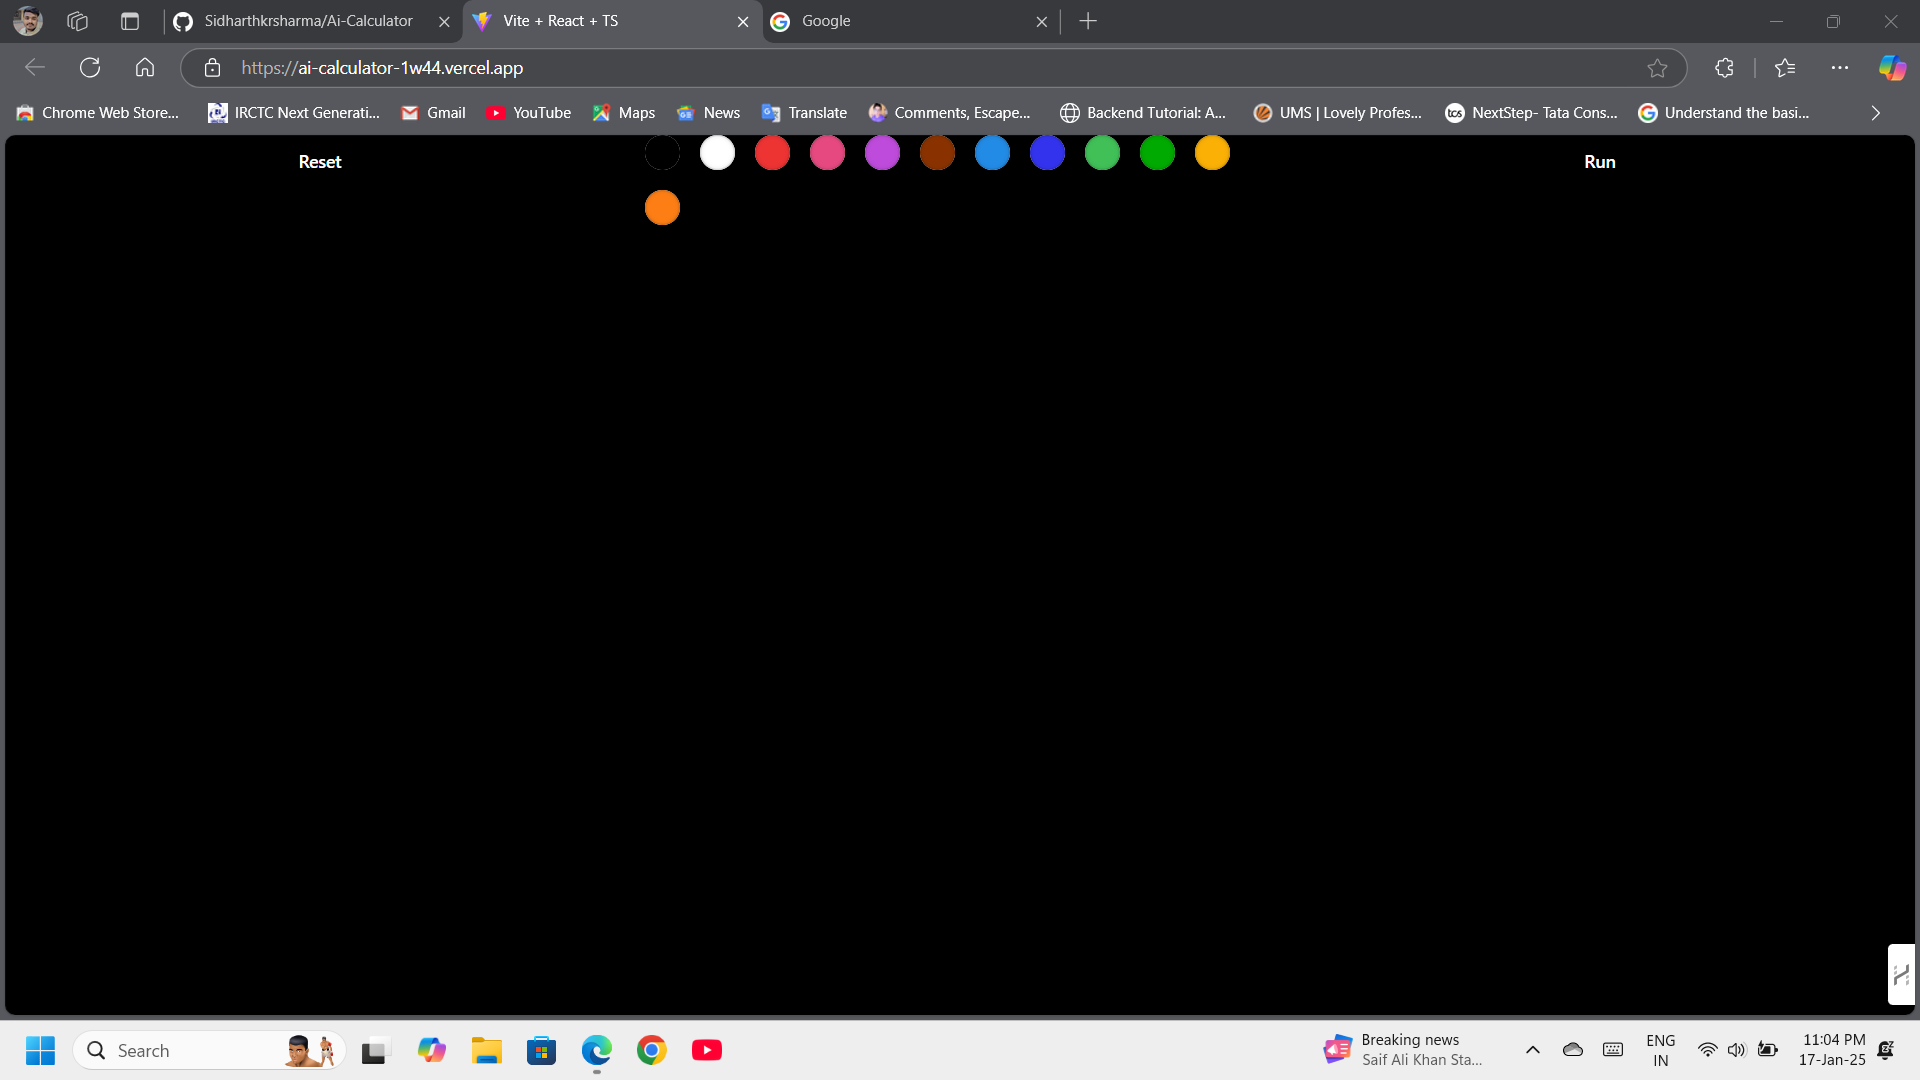 Sidharthkrsharma/Ai-Calculator
Vite + React + TS
Google
https://ai-calculator-1w44.vercel.app
Chrome Web Store...
IRCTC Next Generati...
Gmail
YouTube
Maps
News
Translate
Comments, Escape...
Backend Tutorial: A...
UMS | Lovely Profes...
tcs
NextStep- Tata Cons...
Understand the basi...
Reset
Run
Search
Breaking news
Saif Ali Khan Sta...
ENG
IN
11:04 PM
17-Jan-25